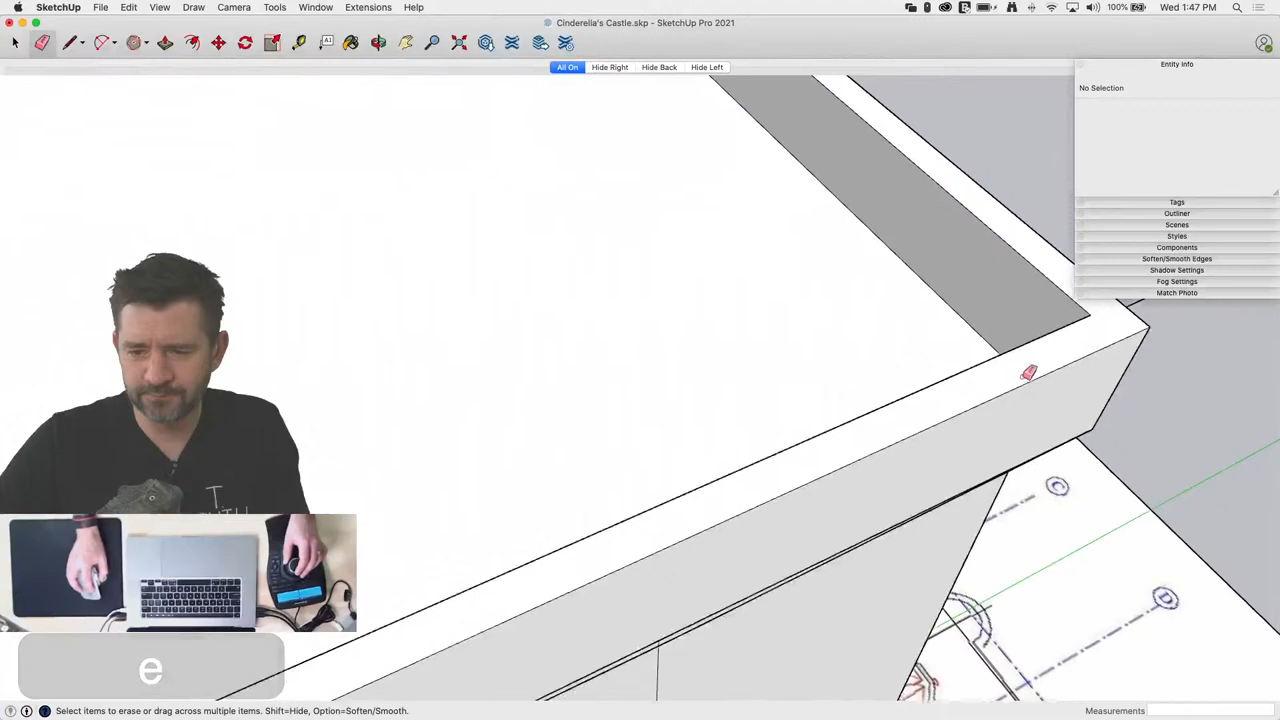 SketchUp File Edit View Draw Camera Tools Window Extensions Help 100% Wed 1:47 PM
Cinderella's Castle.skp - SketchUp Pro 2021
All On Hide Right Hide Back Hide Left
Entity Info
No Selection
Tags
Outliner
Scenes
Styles
Components
Soften/Smooth Edges
Shadow Settings
Fog Settings
Match Photo
C
D
e
Select items to erase or drag across multiple items. Shift=Hide, Option=Soften/Smooth.
Measurements